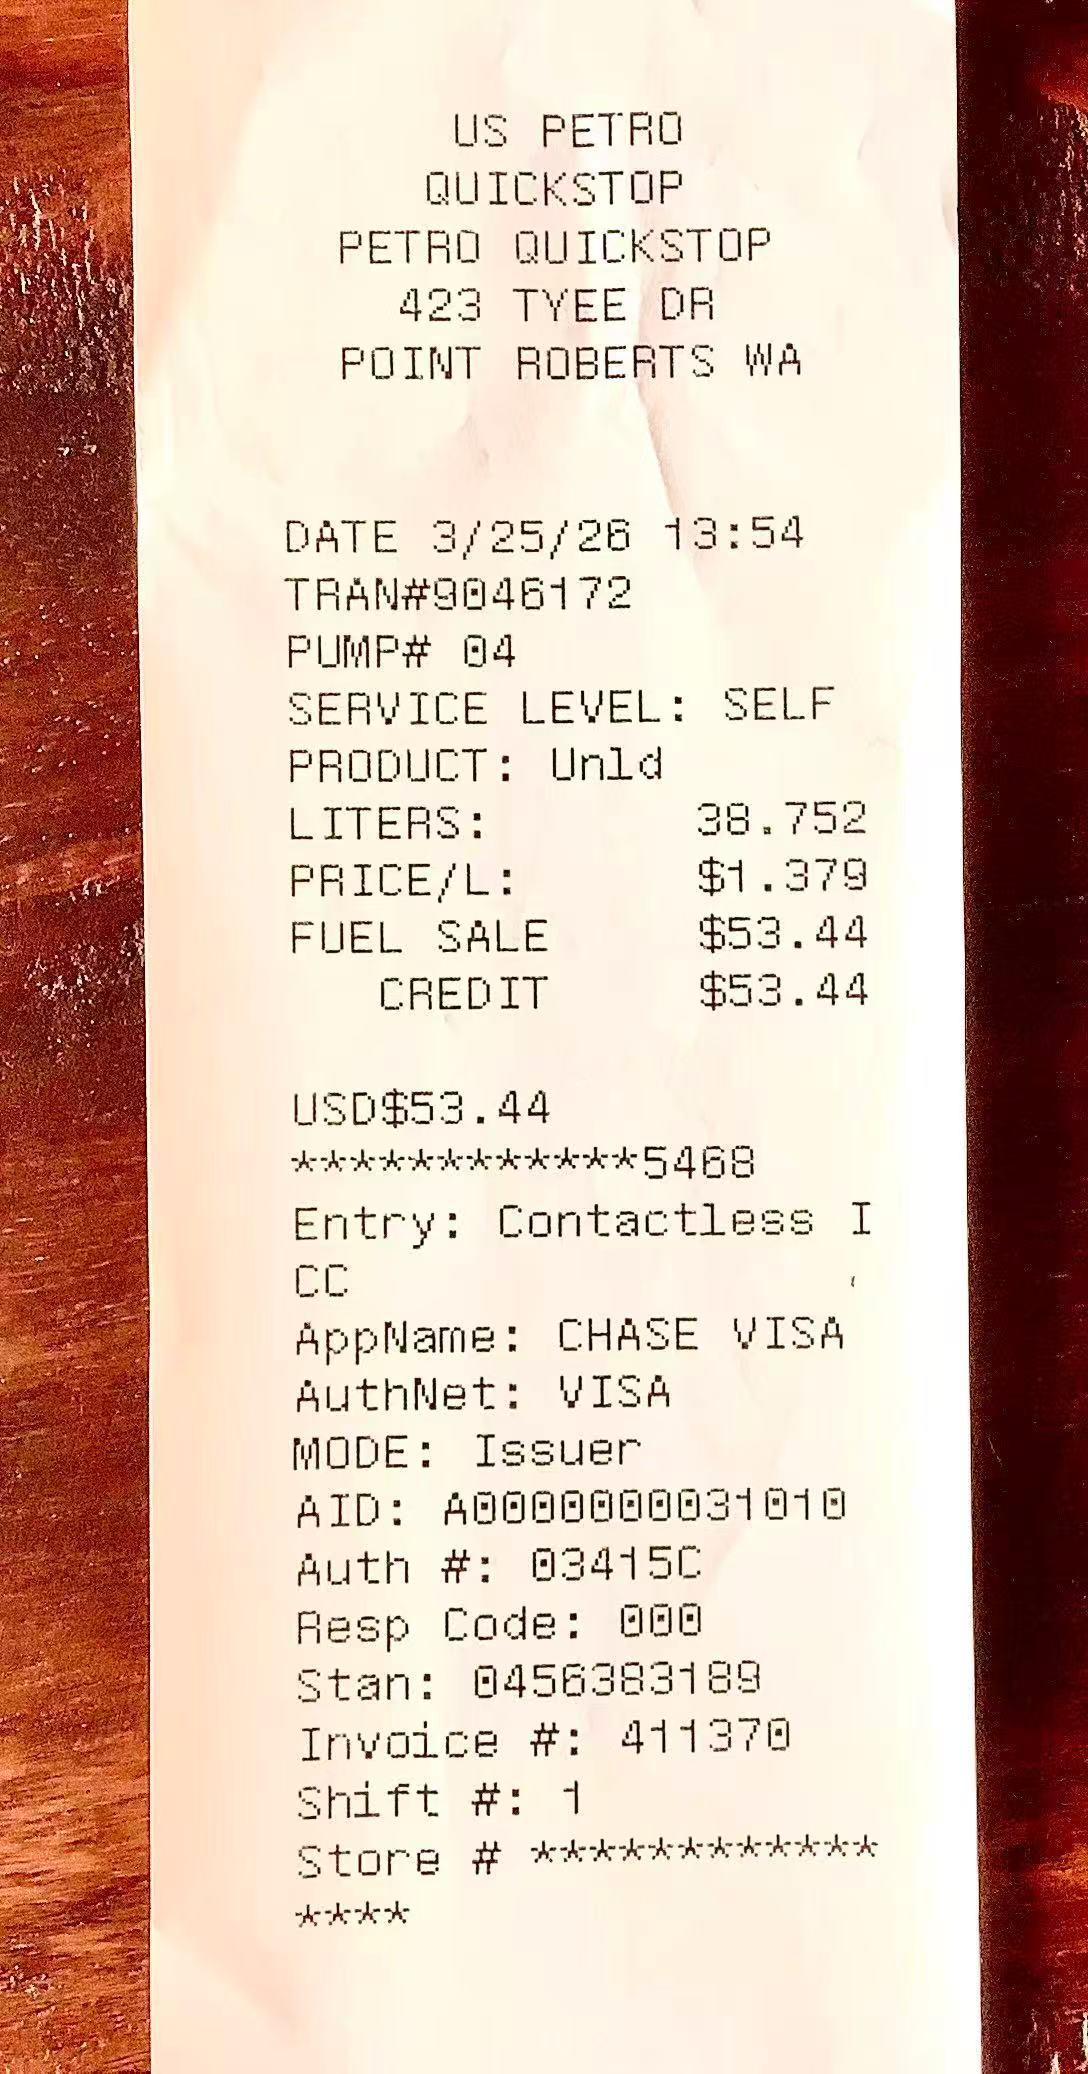 US PETRO
QUICKSTOP
PETRO QUICKSTOP
423 TYEE DR
POINT ROBERTS WA
DATE 3/25/26 13:54
TRAN#9046172
PUMP# 04
SERVICE LEVEL: SELF
PRODUCT: Unld
LITERS: 38.752
PRICE/L: $1.379
FUEL SALE $53.44
CREDIT $53.44
USD$53.44
************5468
Entry: Contactless I
CC
AppName: CHASE VISA
AuthNet: VISA
MODE: Issuer
AID: A0000000031010
Auth #: 03415C
Resp Code: 000
Stan: 0456383189
Invoice #: 411370
Shift #: 1
Store # ************
****